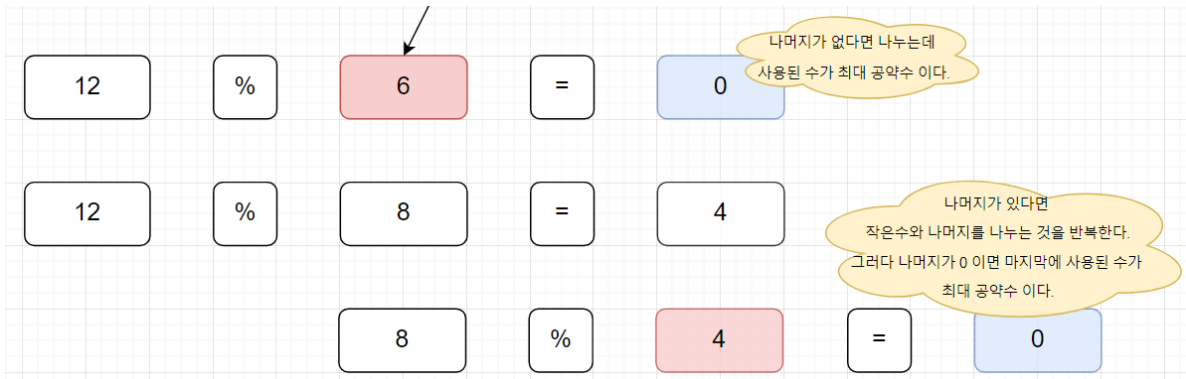 12 % 6 = 0
나머지가 없다면 나누는데
사용된 수가 최대 공약수 이다.
12 % 8 = 4
나머지가 있다면
작은수와 나머지를 나누는 것을 반복한다.
그러다 나머지가 0 이면 마지막에 사용된 수가
최대 공약수 이다.
8 % 4 = 0